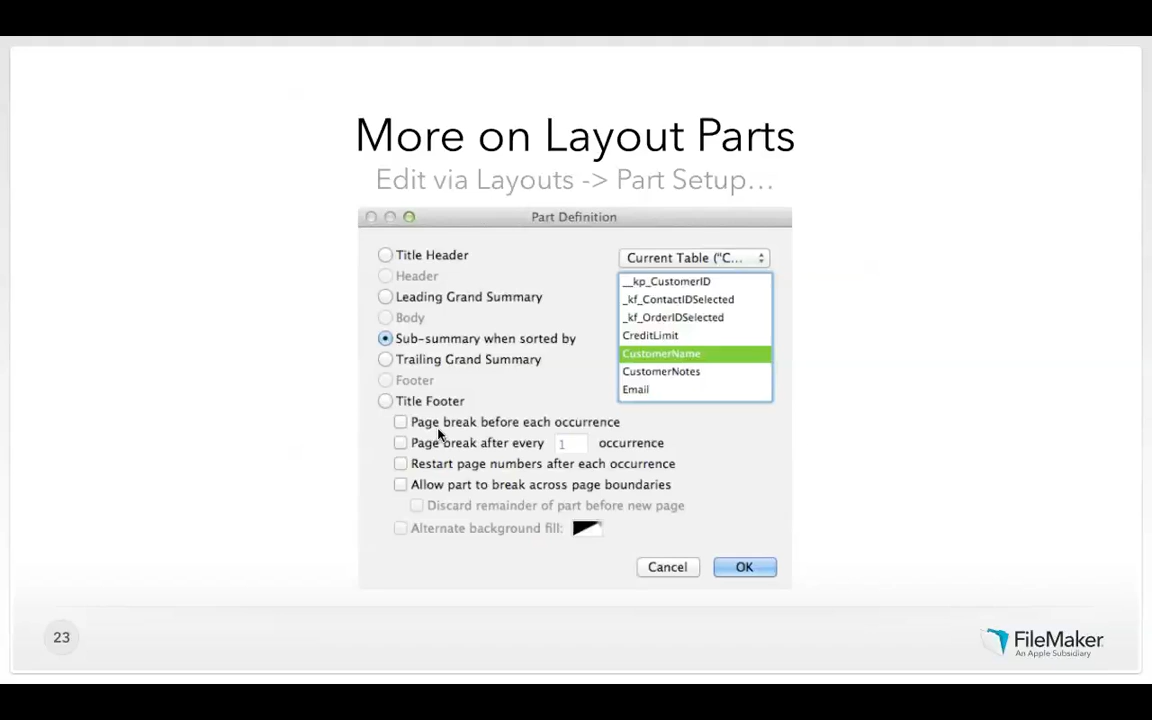 More on Layout Parts
Edit via Layouts -> Part Setup...
Part Definition
Title Header
Header
Leading Grand Summary
Body
Sub-summary when sorted by
Trailing Grand Summary
Footer
Title Footer
Current Table ("C...
__kp_CustomerID
_kf_ContactIDSelected
_kf_OrderIDSelected
CreditLimit
CustomerName
CustomerNotes
Email
Page break before each occurrence
Page break after every 1 occurrence
Restart page numbers after each occurrence
Allow part to break across page boundaries
Discard remainder of part before new page
Alternate background fill:
Cancel OK
23
FileMaker
An Apple Subsidiary